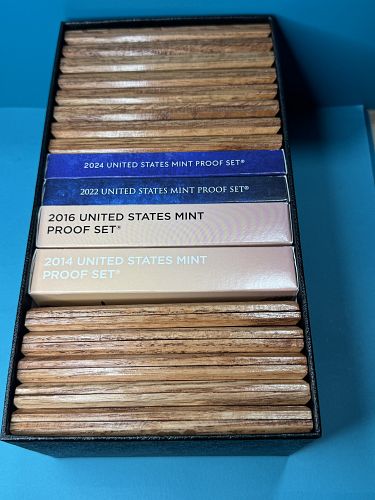 2024 UNITED STATES MINT PROOF SET®
2022 UNITED STATES MINT PROOF SET®
2016 UNITED STATES MINT
PROOF SET®
2014 UNITED STATES MINT
PROOF SET®